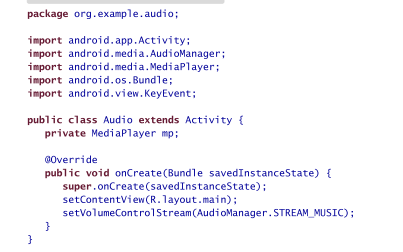 package org.example.audio;
import android.app.Activity;
import android.media.AudioManager;
import android.media.MediaPlayer;
import android.os.Bundle;
import android.view.KeyEvent;
public class Audio extends Activity {
private MediaPlayer mp;
@Override
public void onCreate(Bundle savedInstanceState) {
super.onCreate(savedInstanceState);
setContentView(R.layout.main);
setVolumeControlStream(AudioManager.STREAM_MUSIC);
}
}